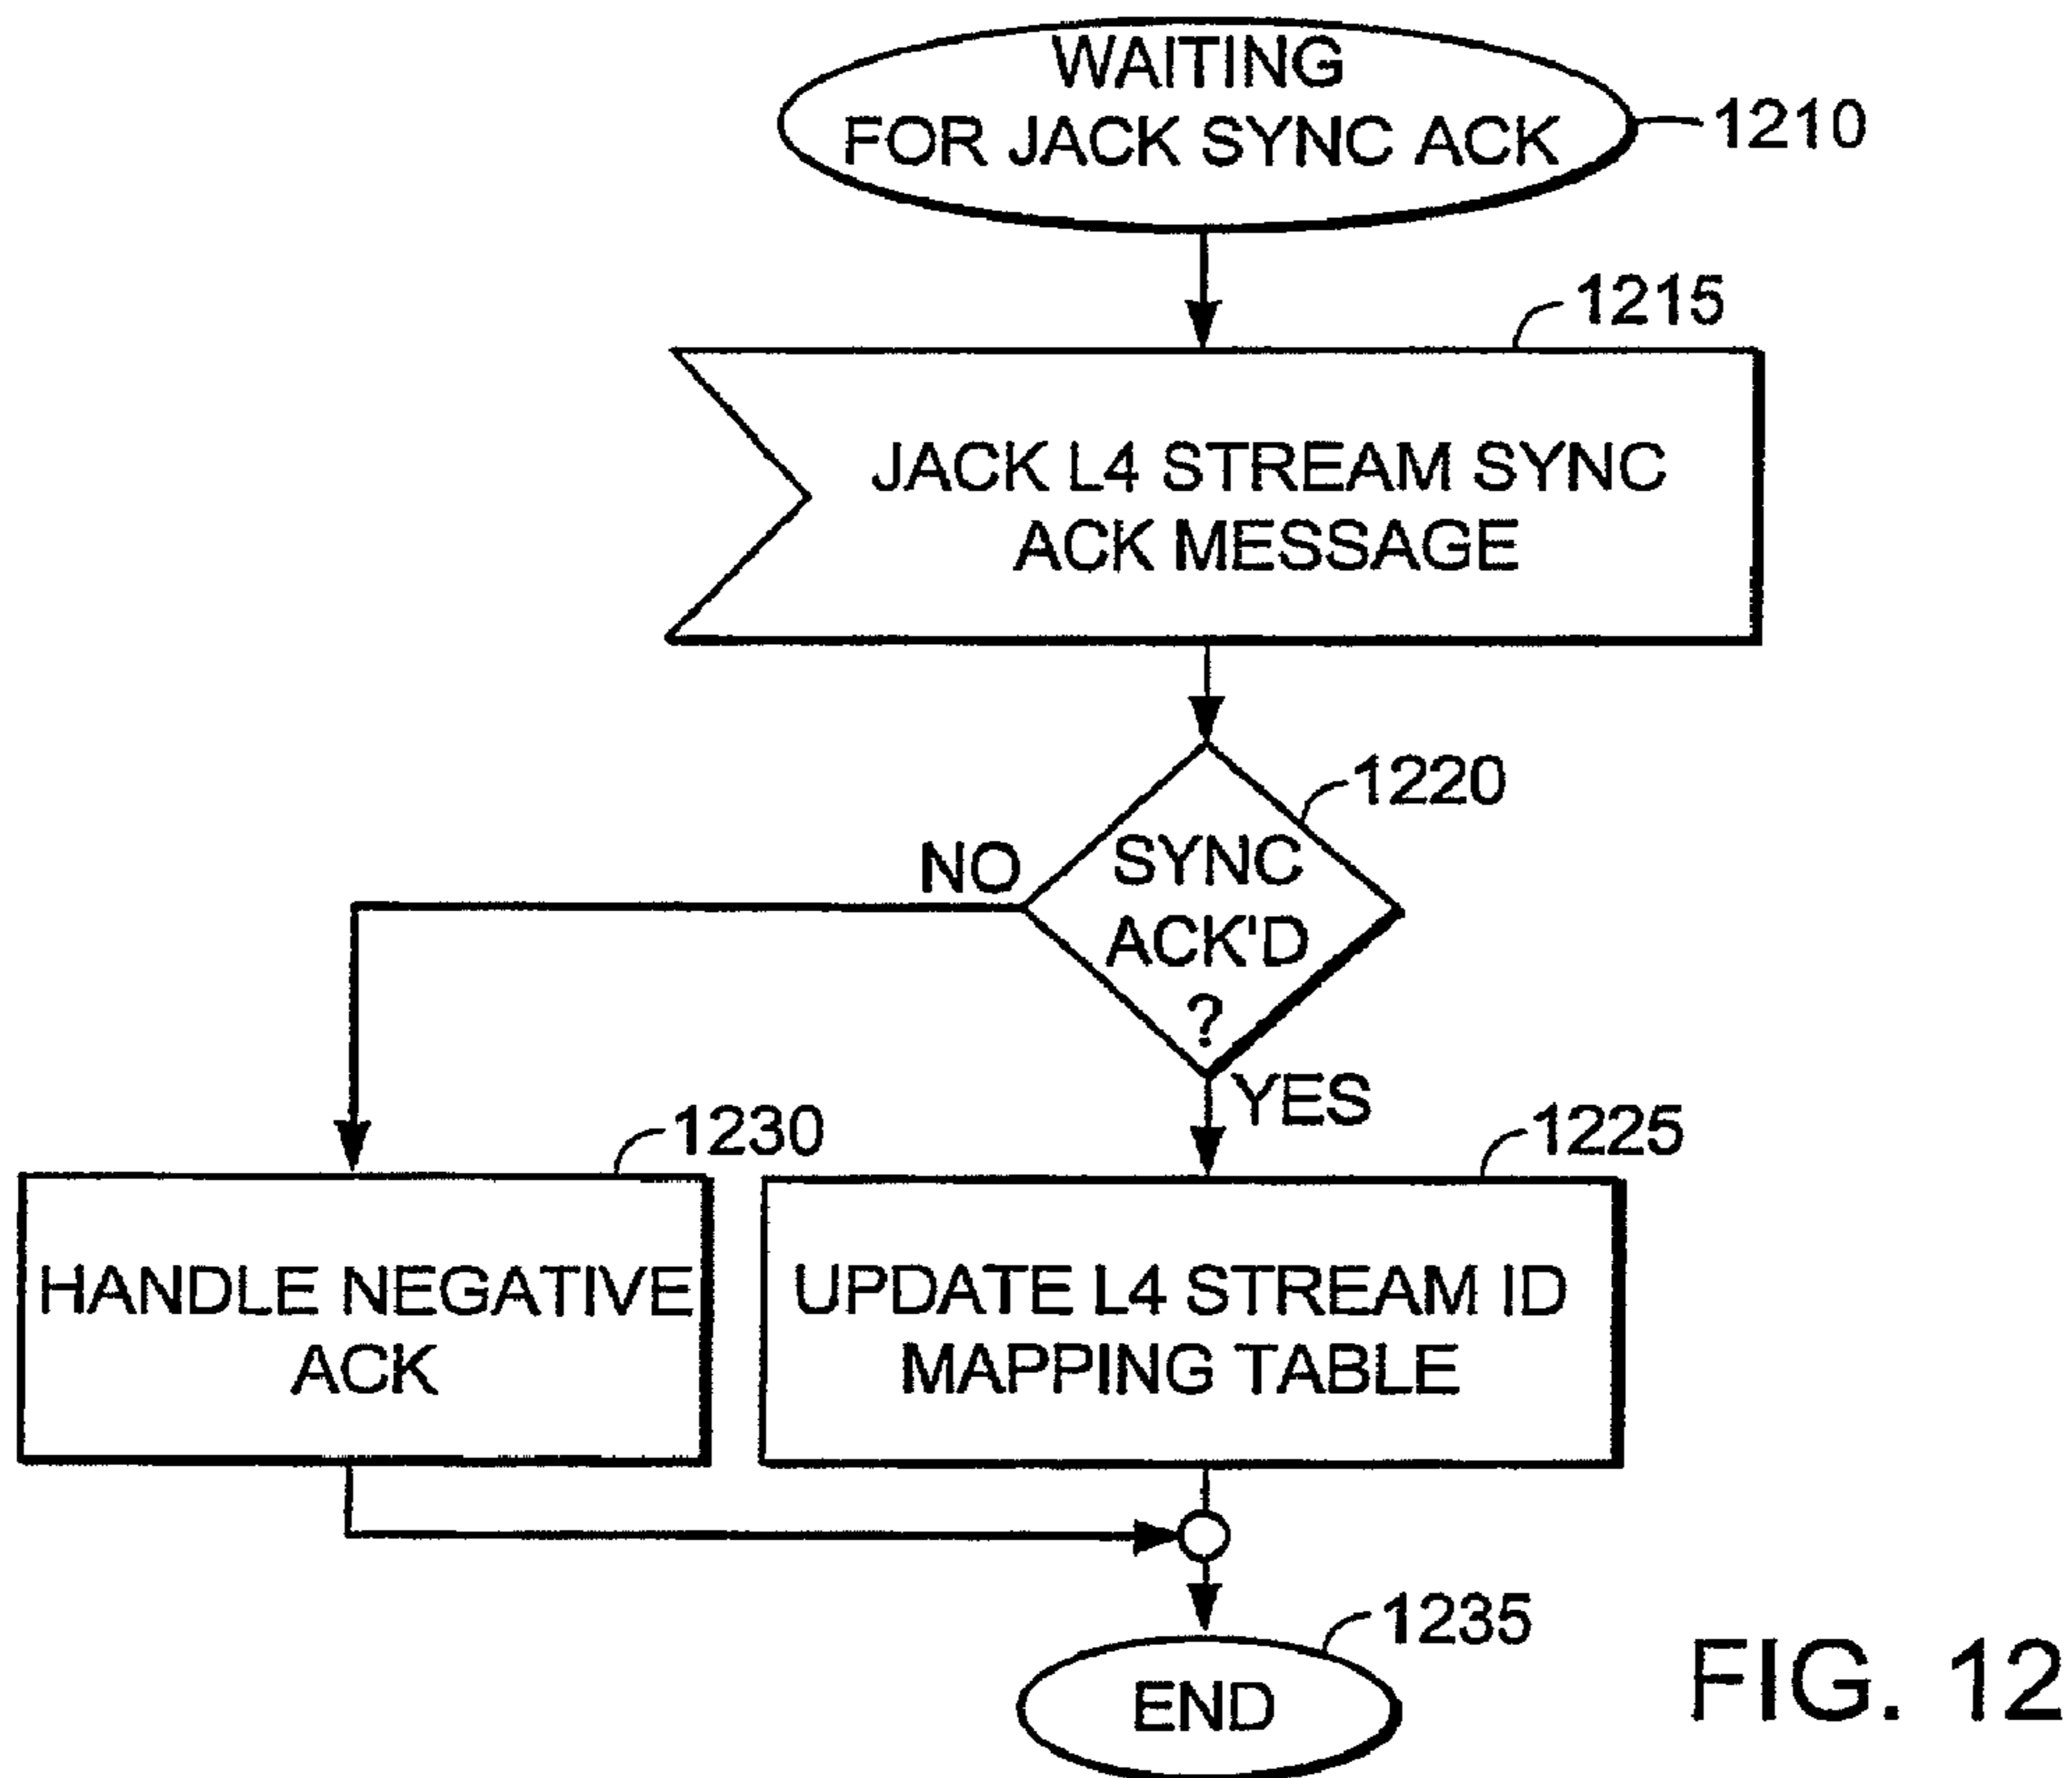 WAITING
FOR JACK SYNC ACK
1210
1215
JACK L4 STREAM SYNC
ACK MESSAGE
1220
SYNC
ACK'D
?
NO
YES
1230
1225
HANDLE NEGATIVE
ACK
UPDATE L4 STREAM ID
MAPPING TABLE
1235
END
FIG. 12